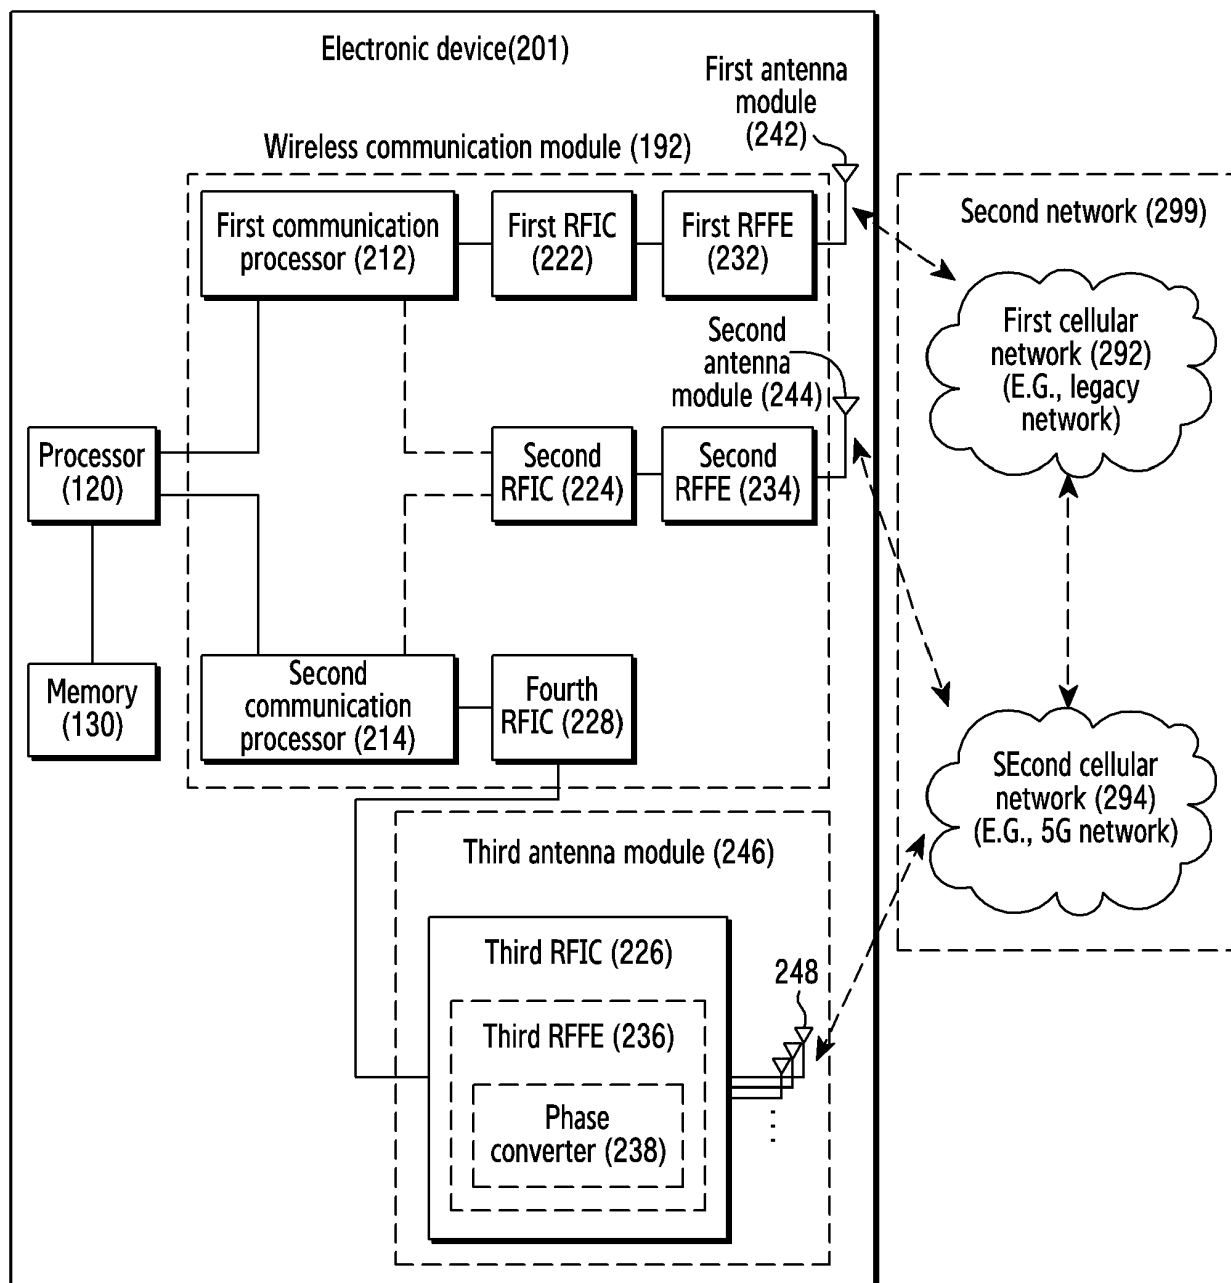 Electronic device(201)
First antenna
module
(242)
Wireless communication module (192)
First communication
processor (212)
First RFIC
(222)
First RFFE
(232)
Second network (299)
First cellular
network (292)
(E.G., legacy
network)
Second
antenna
module (244)
Processor
(120)
Second
RFIC (224)
Second
RFFE (234)
Memory
(130)
Second
communication
processor (214)
Fourth
RFIC (228)
SEcond cellular
network (294)
(E.G., 5G network)
Third antenna module (246)
Third RFIC (226)
248
Third RFFE (236)
Phase
converter (238)